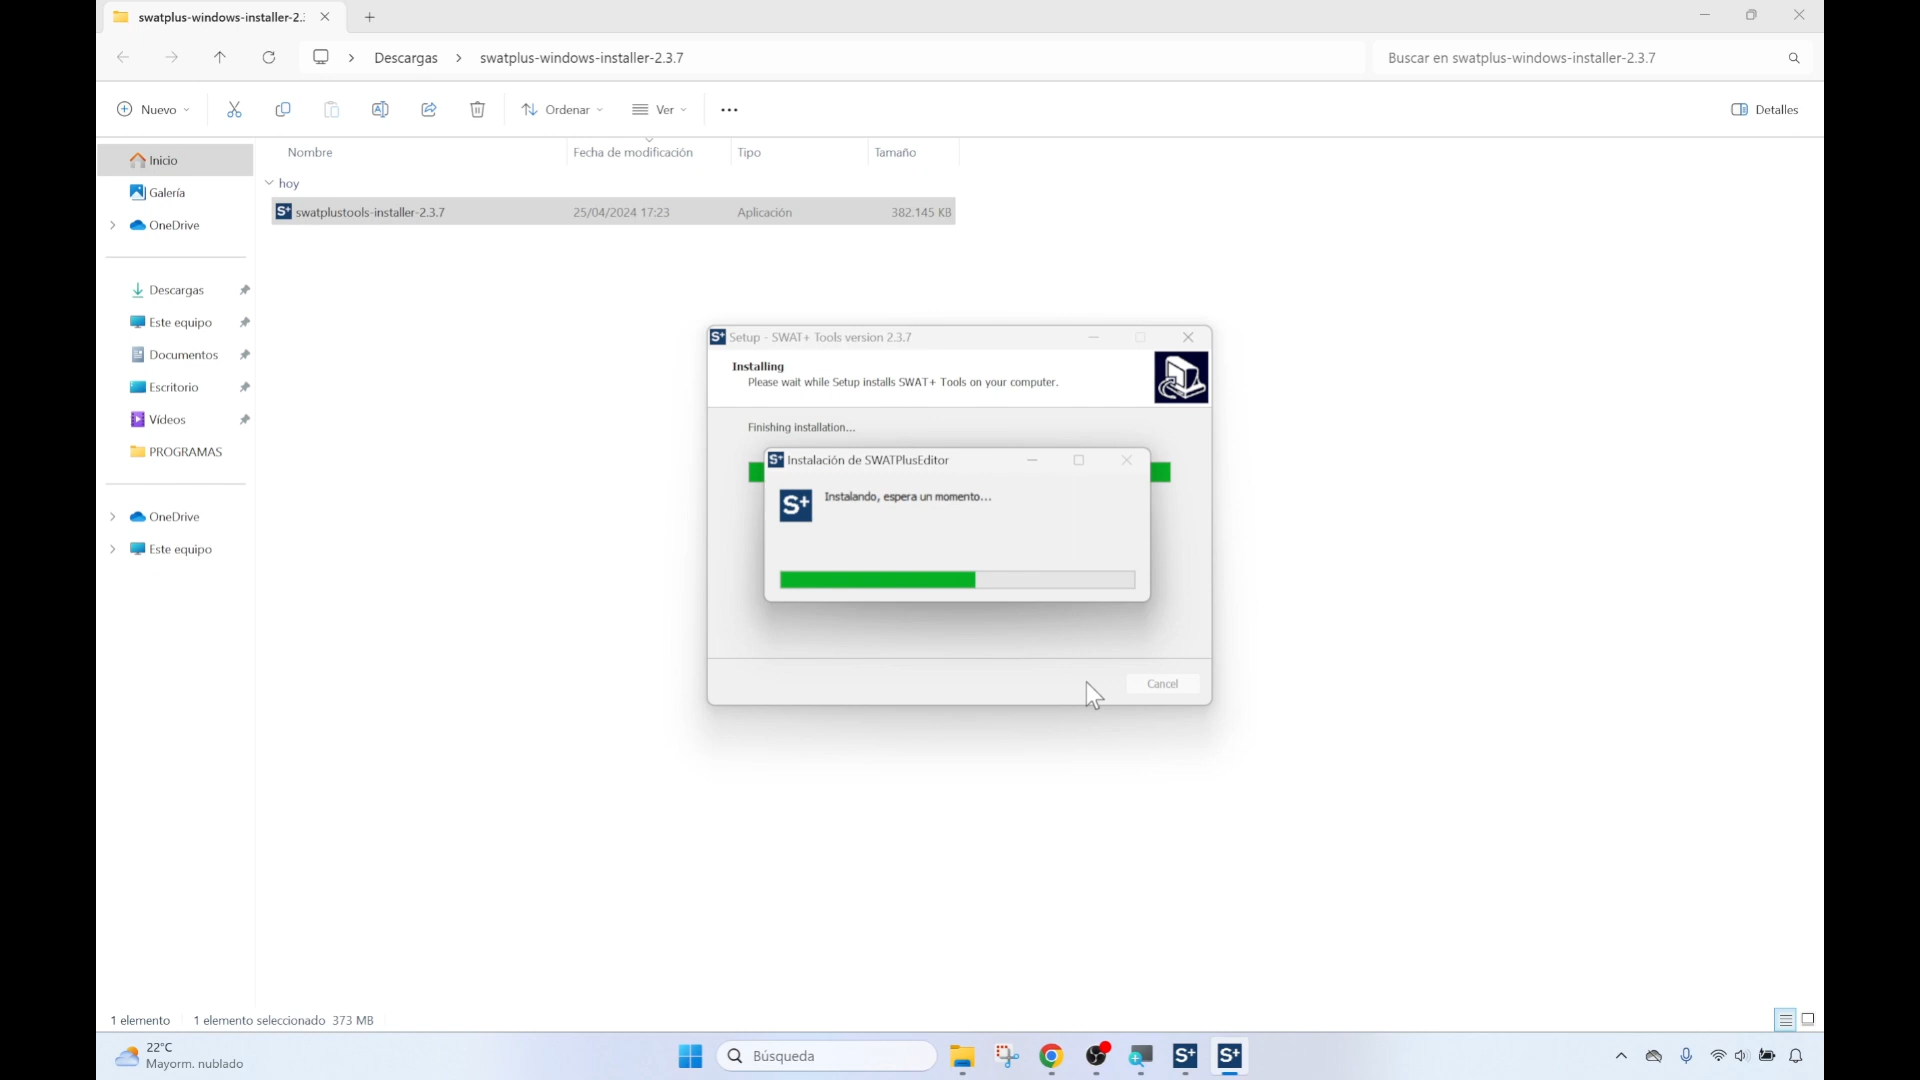 swatplus-windows-installer-2.:
Descargas > swatplus-windows-installer-2.3.7
Buscar en swatplus-windows-installer-2.3.7
Nuevo
Ordenar
Ver
Detalles
Inicio
Galería
OneDrive
Descargas
Este equipo
Documentos
Escritorio
Vídeos
PROGRAMAS
OneDrive
Este equipo
Nombre Fecha de modificación Tipo Tamaño
hoy
swatplustools-installer-2.3.7 25/04/2024 17:23 Aplicación 382.145 KB
Setup - SWAT+ Tools version 2.3.7
Installing
Please wait while Setup installs SWAT+ Tools on your computer.
Finishing installation...
Instalación de SWATPlusEditor
S+
Instalando, espera un momento...
Cancel
1 elemento 1 elemento seleccionado 373 MB
22°C
Mayorm. nublado
Búsqueda
S+
S+